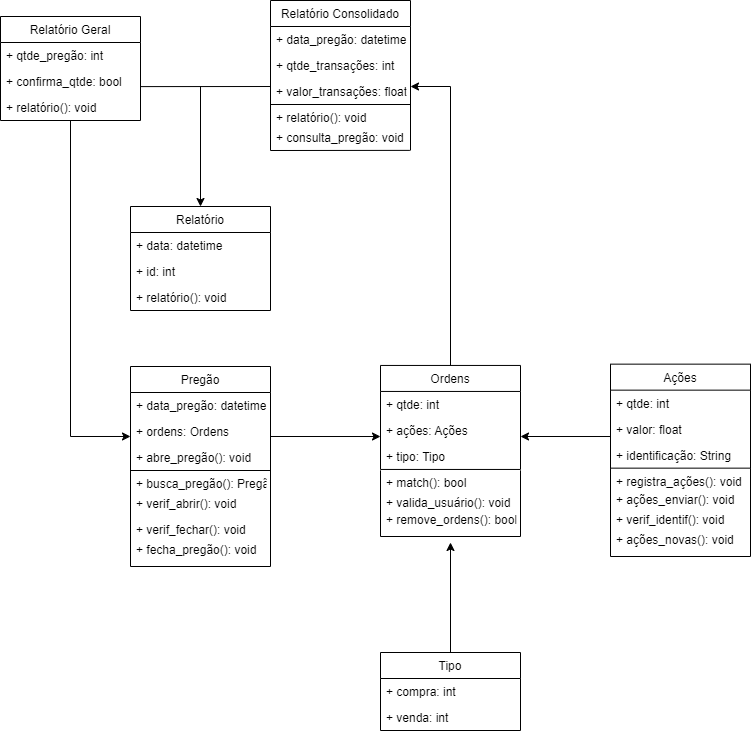 Relatório Geral
+ qtde_pregão: int
+ confirma_qtde: bool
+ relatório(): void
Relatório Consolidado
+ data_pregão: datetime
+ qtde_transações: int
+ valor_transações: float
+ relatório(): void
+ consulta_pregão: void
Relatório
+ data: datetime
+ id: int
+ relatório(): void
Pregão
+ data_pregão: datetime
+ ordens: Ordens
+ abre_pregão(): void
+ busca_pregão(): Pregã
+ verif_abrir(): void
+ verif_fechar(): void
+ fecha_pregão(): void
Ordens
+ qtde: int
+ ações: Ações
+ tipo: Tipo
+ match(): bool
+ valida_usuário(): void
+ remove_ordens(): bool
Ações
+ qtde: int
+ valor: float
+ identificação: String
+ registra_ações(): void
+ ações_enviar(): void
+ verif_identif(): void
+ ações_novas(): void
Tipo
+ compra: int
+ venda: int